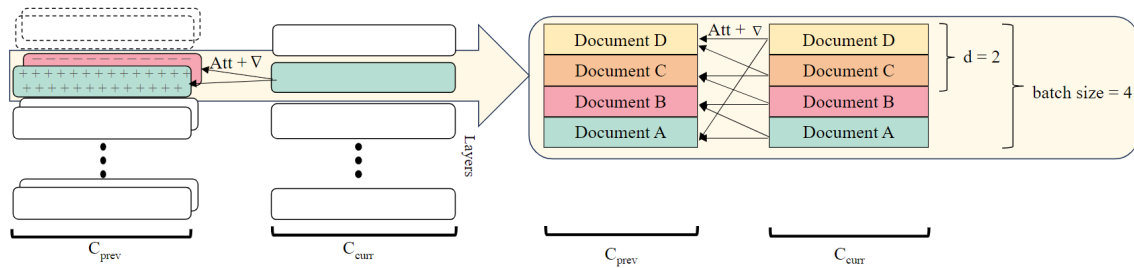 Att + ∇
Layers
C_prev
C_curr
− − − − − − − − − −
+ + + + + + + + + + +
+ + + + + + + + + + +
Document D
Document C
Document B
Document A
Att + ∇
Document D
Document C
Document B
Document A
d = 2
batch size = 4
C_prev
C_curr